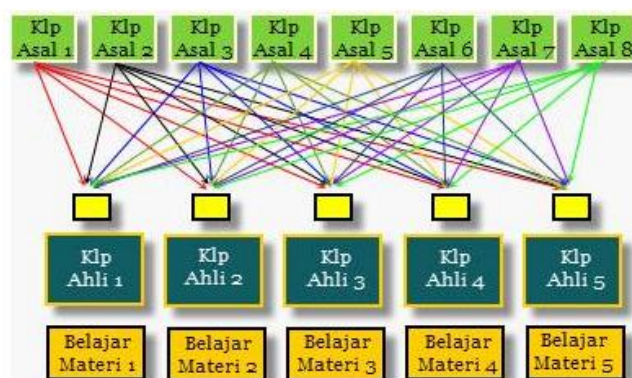 Klp Klp Klp Klp Klp Klp Klp Klp
Asal 1 Asal 2 Asal 3 Asal 4 Asal 5 Asal 6 Asal 7 Asal 8
Klp Klp Klp Klp Klp
Ahli 1 Ahli 2 Ahli 3 Ahli 4 Ahli 5
Belajar Belajar Belajar Belajar Belajar
Materi 1 Materi 2 Materi 3 Materi 4 Materi 5